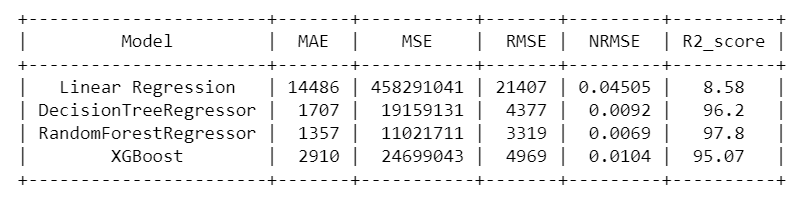 +------------------------+-------+-----------+-------+---------+----------+
|         Model          |  MAE  |    MSE    |  RMSE |  NRMSE  | R2_score |
+------------------------+-------+-----------+-------+---------+----------+
|   Linear Regression    | 14486 | 458291041 | 21407 | 0.04505 |   8.58   |
| DecisionTreeRegressor  |  1707 |  19159131 |  4377 |  0.0092 |   96.2   |
| RandomForestRegressor  |  1357 |  11021711 |  3319 |  0.0069 |   97.8   |
|        XGBoost         |  2910 |  24699043 |  4969 |  0.0104 |  95.07   |
+------------------------+-------+-----------+-------+---------+----------+